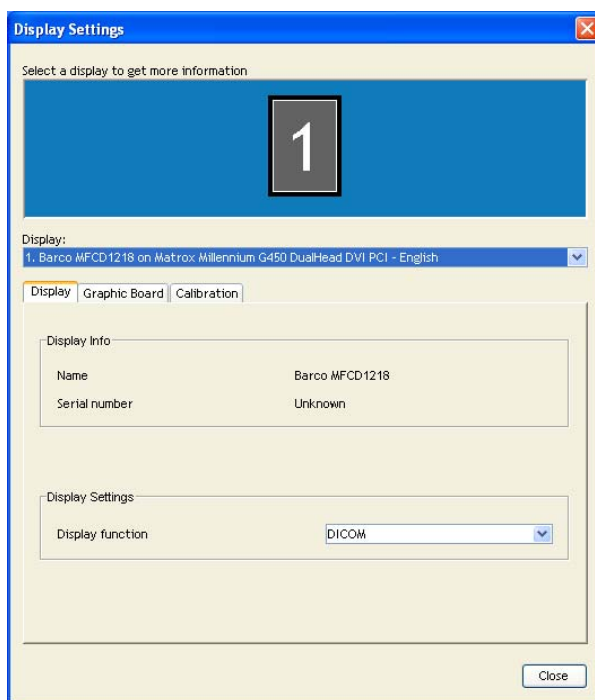 Display Settings
Select a display to get more information
1
Display:
1. Barco MFCD1218 on Matrox Millennium G450 DualHead DVI PCI - English
Display Graphic Board Calibration
Display Info
Name Barco MFCD1218
Serial number Unknown
Display Settings
Display function DICOM
Close